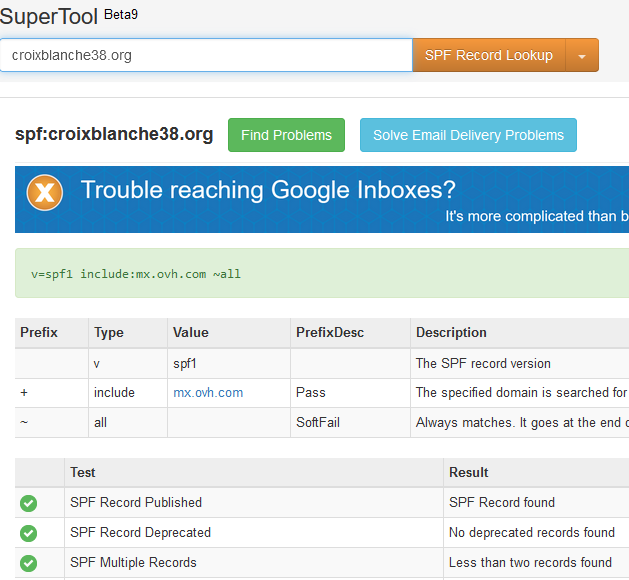 SuperTool Beta9
croixblanche38.org SPF Record Lookup
spf:croixblanche38.org Find Problems Solve Email Delivery Problems
X Trouble reaching Google Inboxes?
It's more complicated than b
v=spf1 include:mx.ovh.com ~all
Prefix Type Value PrefixDesc Description
v spf1 The SPF record version
+ include mx.ovh.com Pass The specified domain is searched for
~ all SoftFail Always matches. It goes at the end o
Test Result
SPF Record Published SPF Record found
SPF Record Deprecated No deprecated records found
SPF Multiple Records Less than two records found